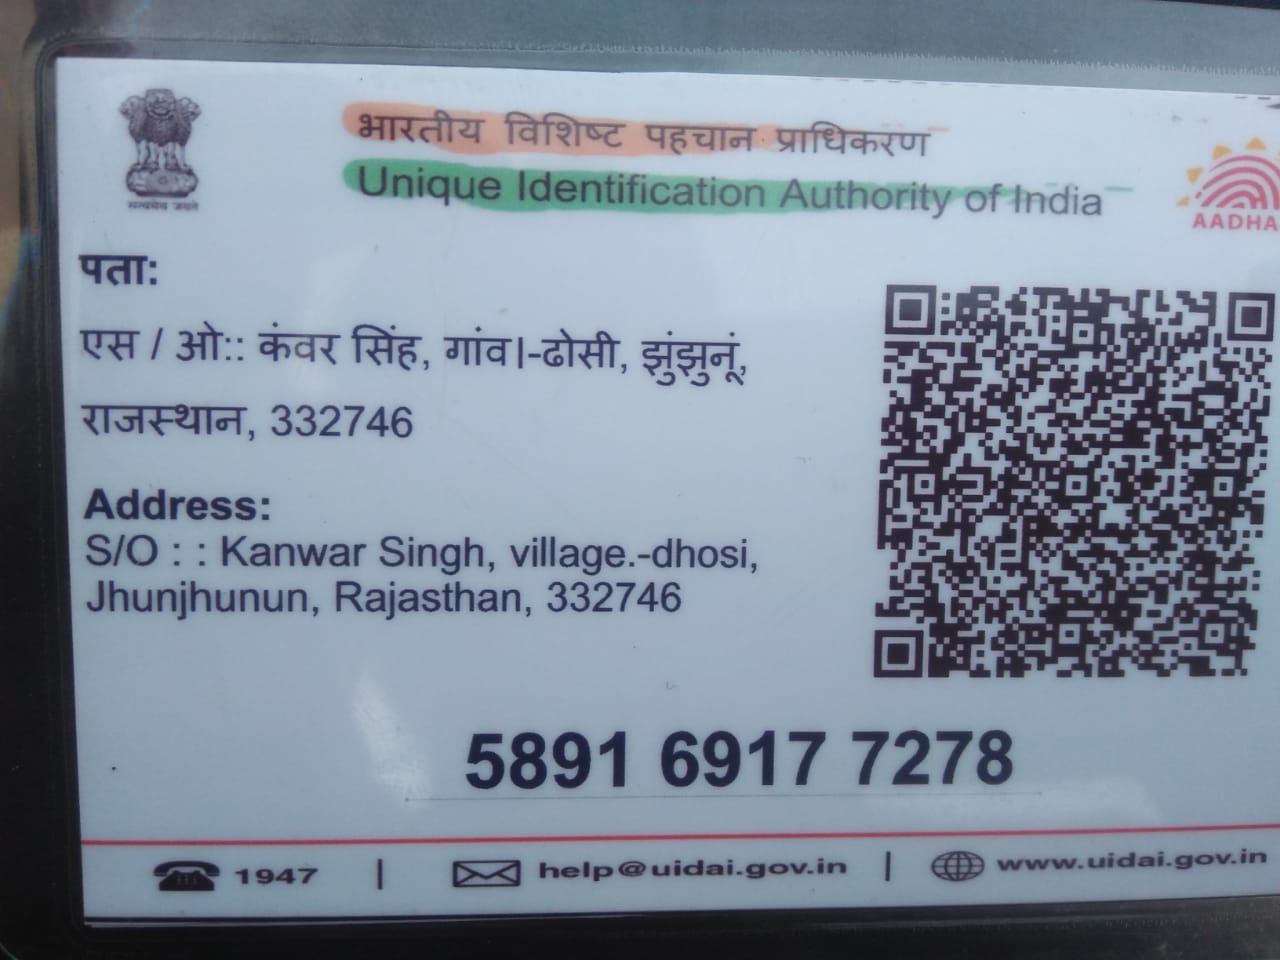 भारतीय विशिष्ट पहचान प्राधिकरण
Unique Identification Authority of India
सत्यमेव जयते
AADHA
पता:
एस / ओ:: कंवर सिंह, गांव।-ढोसी, झुंझुनूं,
राजस्थान, 332746
Address:
S/O : : Kanwar Singh, village.-dhosi,
Jhunjhunun, Rajasthan, 332746
5891 6917 7278
1947 | help@uidai.gov.in | www.uidai.gov.in